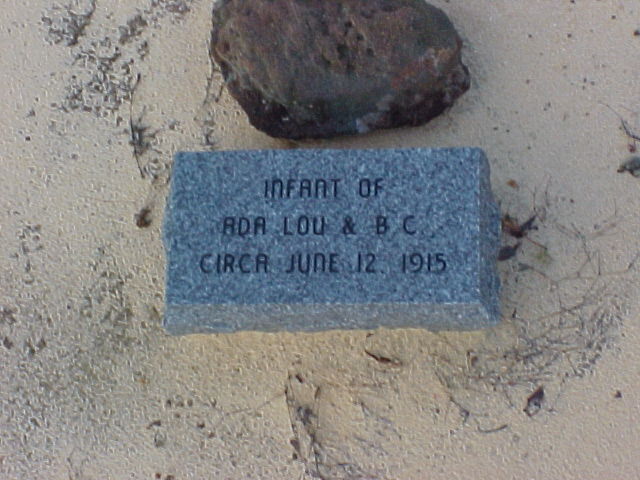 INFANT OF
ADA LOU & B.C.
CIRCA JUNE 12, 1915